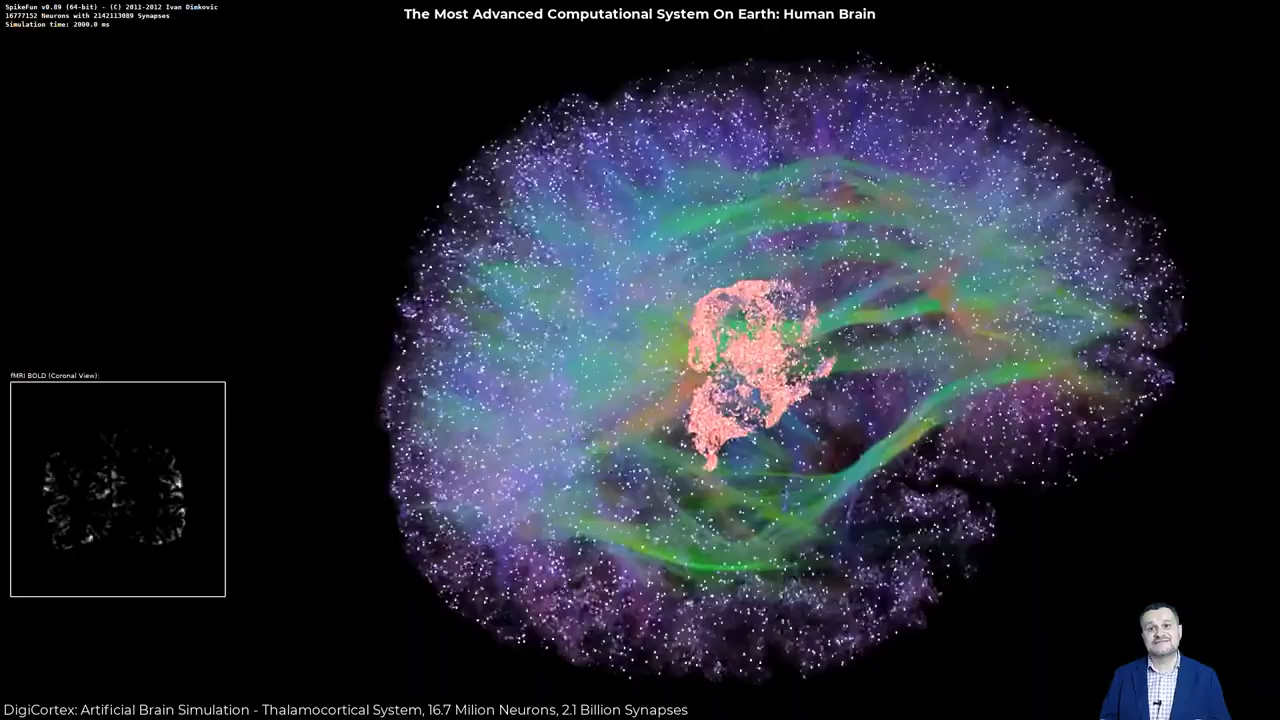 SpikeFun v0.89 (64-bit) - (C) 2011-2012 Ivan Dimkovic
16777152 Neurons with 2142113089 Synapses
Simulation time: 2000.0 ms
The Most Advanced Computational System On Earth: Human Brain
fMRI BOLD (Coronal View):
DigiCortex: Artificial Brain Simulation - Thalamocortical System, 16.7 Milion Neurons, 2.1 Billion Synapses